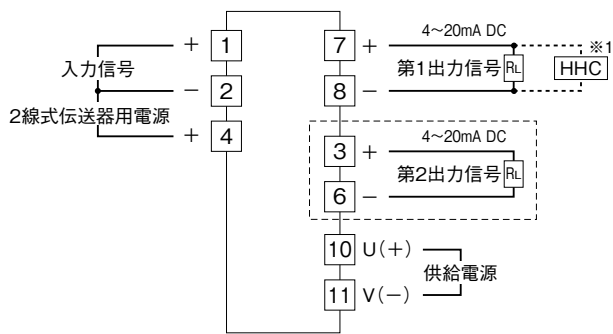 + 1
入力信号
− 2
2線式伝送器用電源
+ 4
7 + 4〜20mA DC
第1出力信号 RL
8 −
※1
HHC
3 + 4〜20mA DC
第2出力信号 RL
6 −
10 U(+)
供給電源
11 V(−)